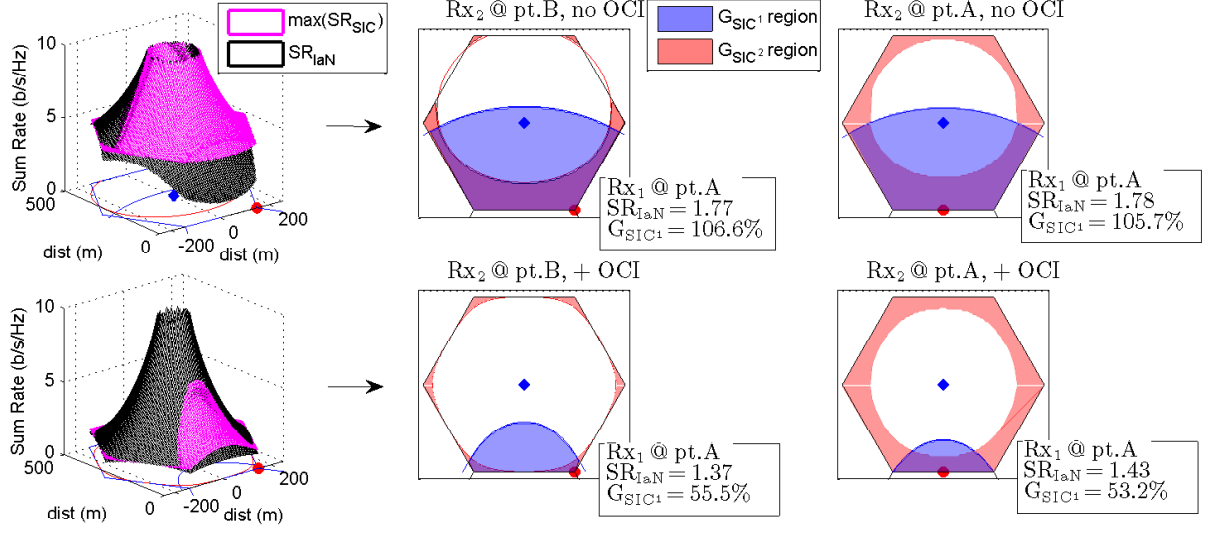 max(SR_SIC)
SR_IaN
Sum Rate (b/s/Hz)
10
5
0
500
0
-200
0
200
dist (m)
dist (m)
Rx₂ @ pt.B, no OCI
G_SIC¹ region
G_SIC² region
Rx₂ @ pt.A, no OCI
Rx₁ @ pt.A
SR_IaN = 1.77
G_SIC¹ = 106.6%
Rx₁ @ pt.A
SR_IaN = 1.78
G_SIC¹ = 105.7%
Sum Rate (b/s/Hz)
10
5
0
500
0
-200
0
200
dist (m)
dist (m)
Rx₂ @ pt.B, + OCI
Rx₂ @ pt.A, + OCI
Rx₁ @ pt.A
SR_IaN = 1.37
G_SIC¹ = 55.5%
Rx₁ @ pt.A
SR_IaN = 1.43
G_SIC¹ = 53.2%